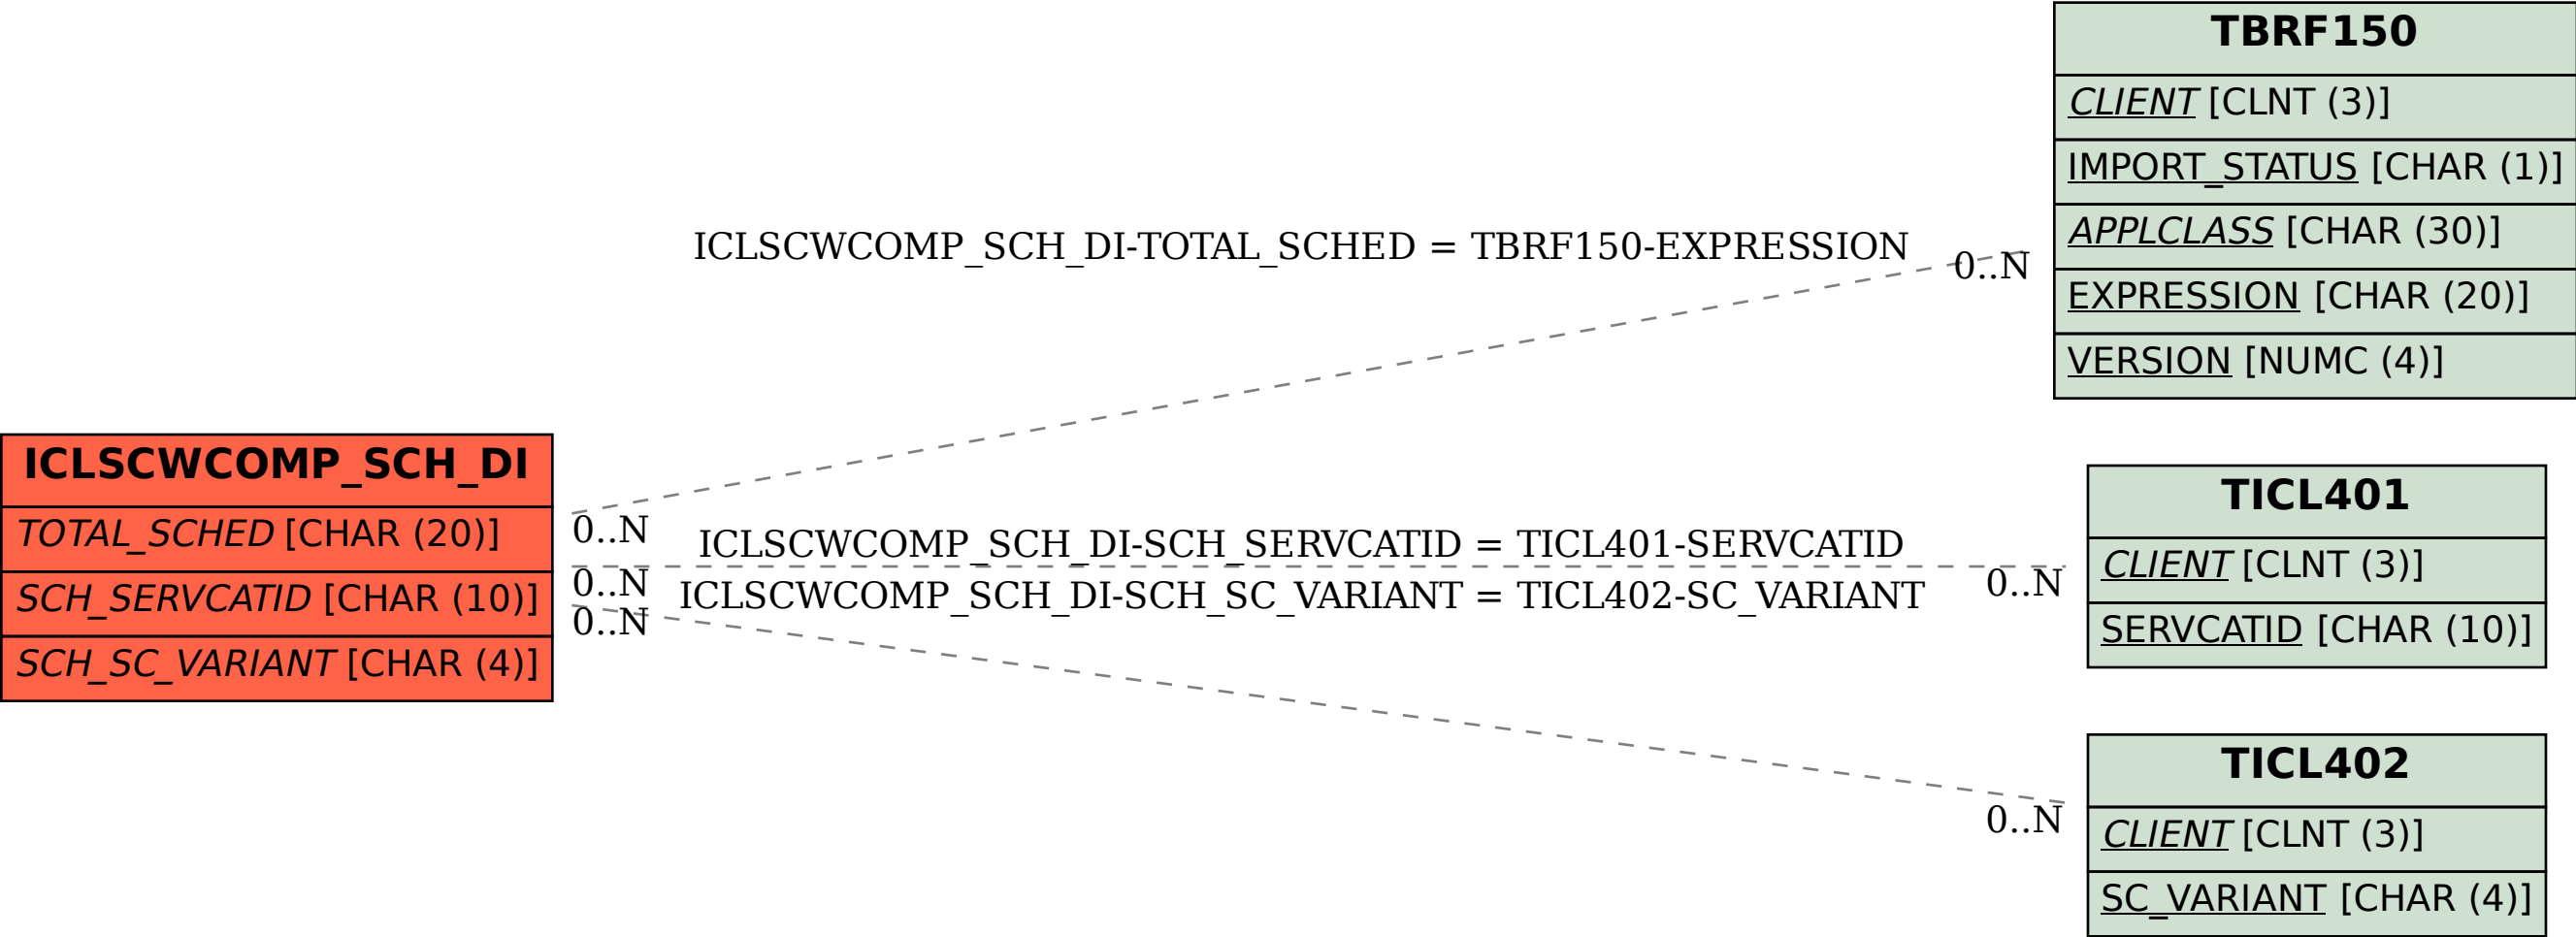 TBRF150
CLIENT [CLNT (3)]
IMPORT_STATUS [CHAR (1)]
APPLCLASS [CHAR (30)]
EXPRESSION [CHAR (20)]
VERSION [NUMC (4)]
ICLSCWCOMP_SCH_DI-TOTAL_SCHED = TBRF150-EXPRESSION
0..N
ICLSCWCOMP_SCH_DI
TOTAL_SCHED [CHAR (20)]
SCH_SERVCATID [CHAR (10)]
SCH_SC_VARIANT [CHAR (4)]
0..N
ICLSCWCOMP_SCH_DI-SCH_SERVCATID = TICL401-SERVCATID
0..N
0..N
ICLSCWCOMP_SCH_DI-SCH_SC_VARIANT = TICL402-SC_VARIANT
0..N
0..N
TICL401
CLIENT [CLNT (3)]
SERVCATID [CHAR (10)]
TICL402
CLIENT [CLNT (3)]
SC_VARIANT [CHAR (4)]